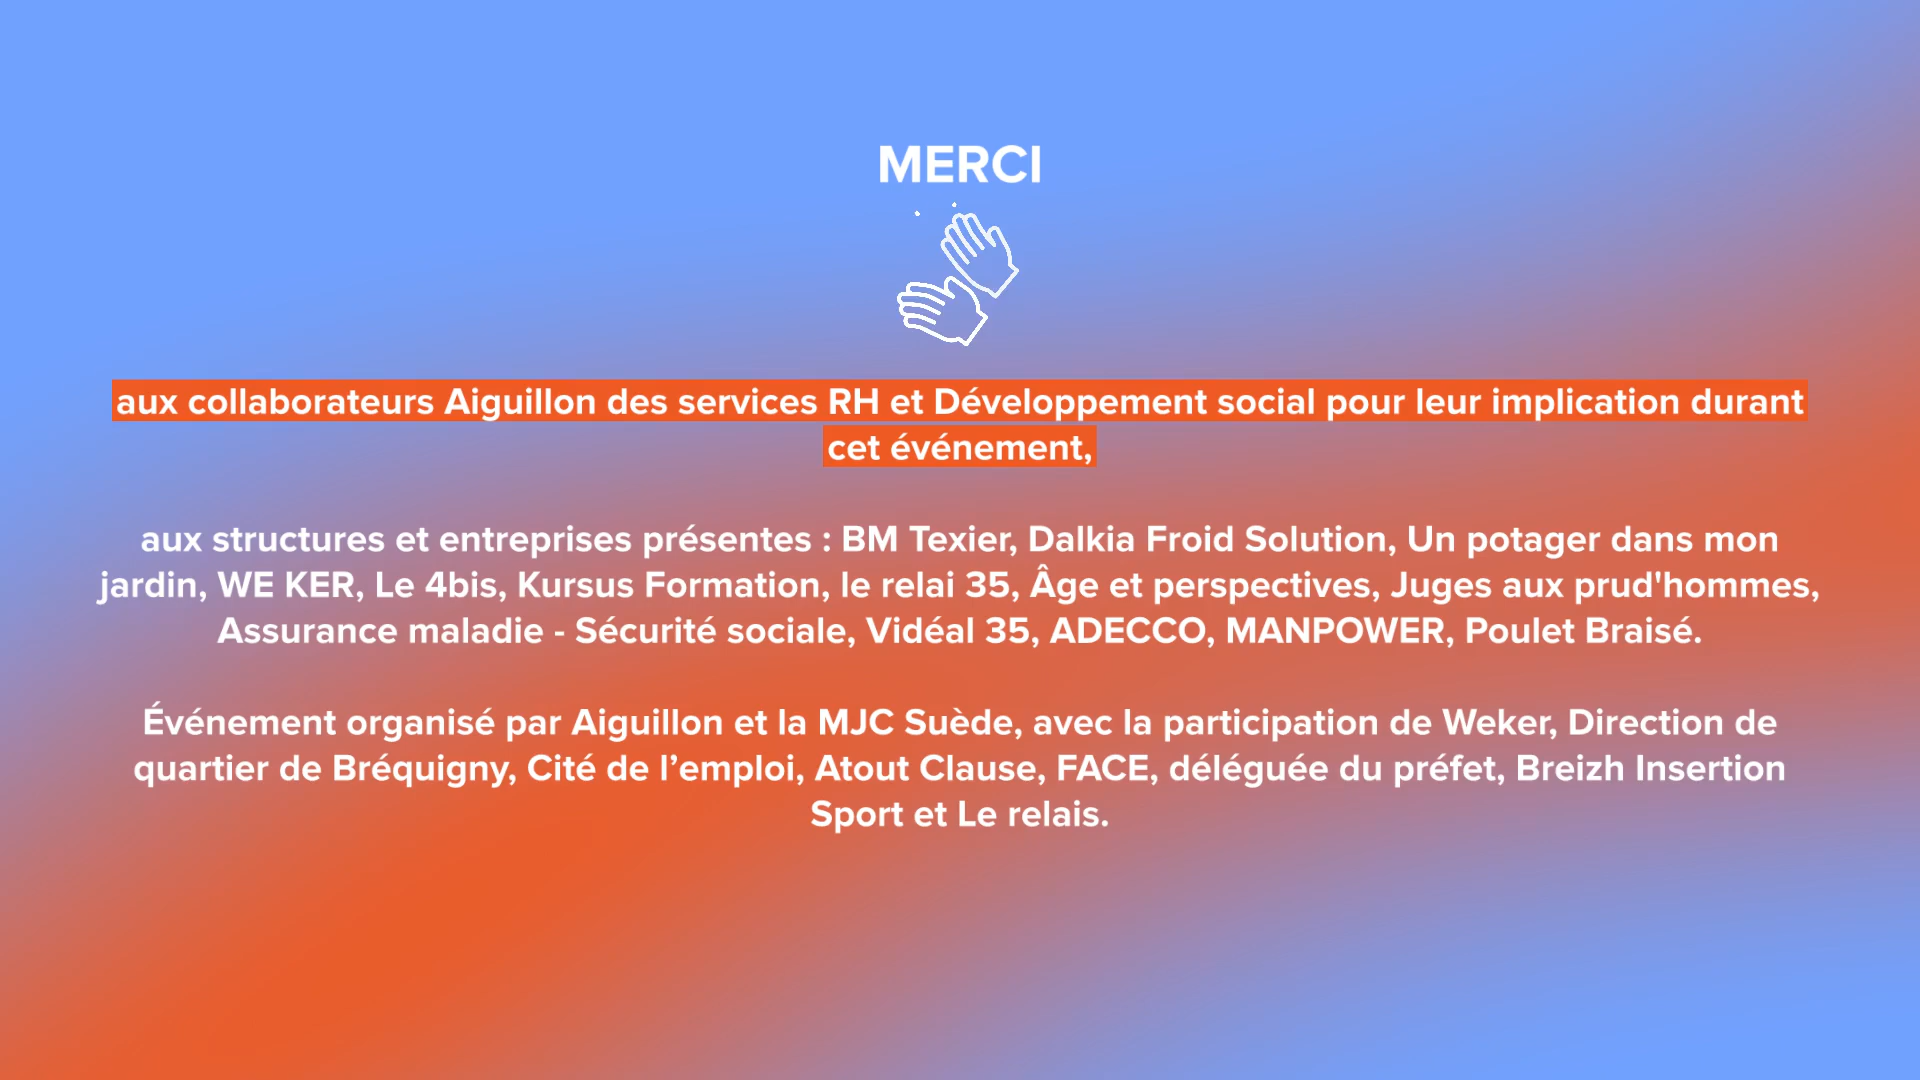 MERCI
aux collaborateurs Aiguillon des services RH et Développement social pour leur implication durant
cet événement,
aux structures et entreprises présentes : BM Texier, Dalkia Froid Solution, Un potager dans mon
jardin, WE KER, Le 4bis, Kursus Formation, le relai 35, Âge et perspectives, Juges aux prud'hommes,
Assurance maladie - Sécurité sociale, Vidéal 35, ADECCO, MANPOWER, Poulet Braisé.
Événement organisé par Aiguillon et la MJC Suède, avec la participation de Weker, Direction de
quartier de Bréquigny, Cité de l’emploi, Atout Clause, FACE, déléguée du préfet, Breizh Insertion
Sport et Le relais.